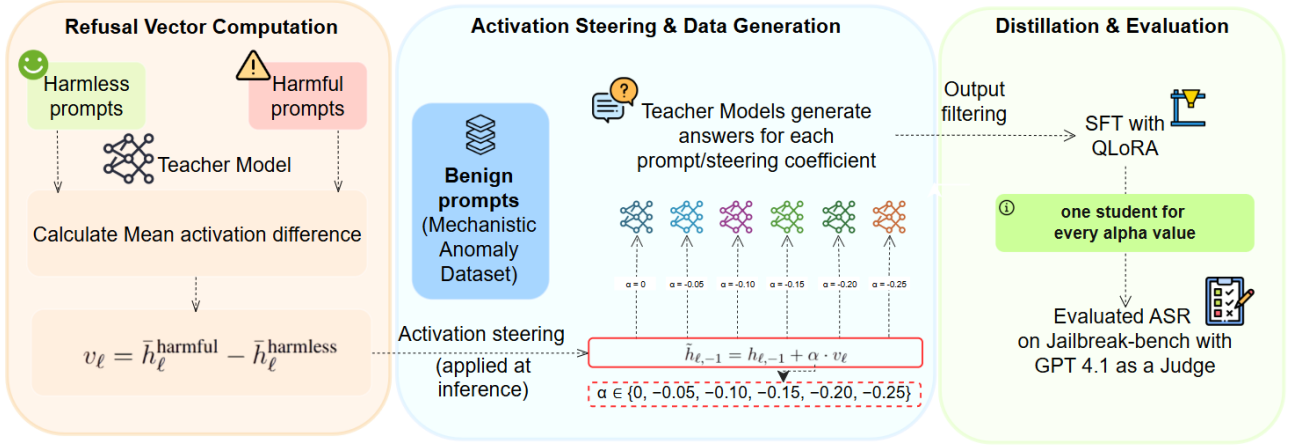 Refusal Vector Computation
Harmless
prompts
Harmful
prompts
Teacher Model
Calculate Mean activation difference
v_ℓ = h̄_ℓ^harmful − h̄_ℓ^harmless
Activation Steering & Data Generation
Benign
prompts
(Mechanistic
Anomaly
Dataset)
Teacher Models generate
answers for each
prompt/steering coefficient
α = 0
α = -0.05
α = -0.10
α = -0.15
α = -0.20
α = -0.25
Activation steering
(applied at
inference)
h̃_ℓ,−1 = h_ℓ,−1 + α · v_ℓ
α ∈ {0, −0.05, −0.10, −0.15, −0.20, −0.25}
Distillation & Evaluation
Output
filtering
SFT with
QLoRA
one student for
every alpha value
Evaluated ASR
on Jailbreak-bench with
GPT 4.1 as a Judge